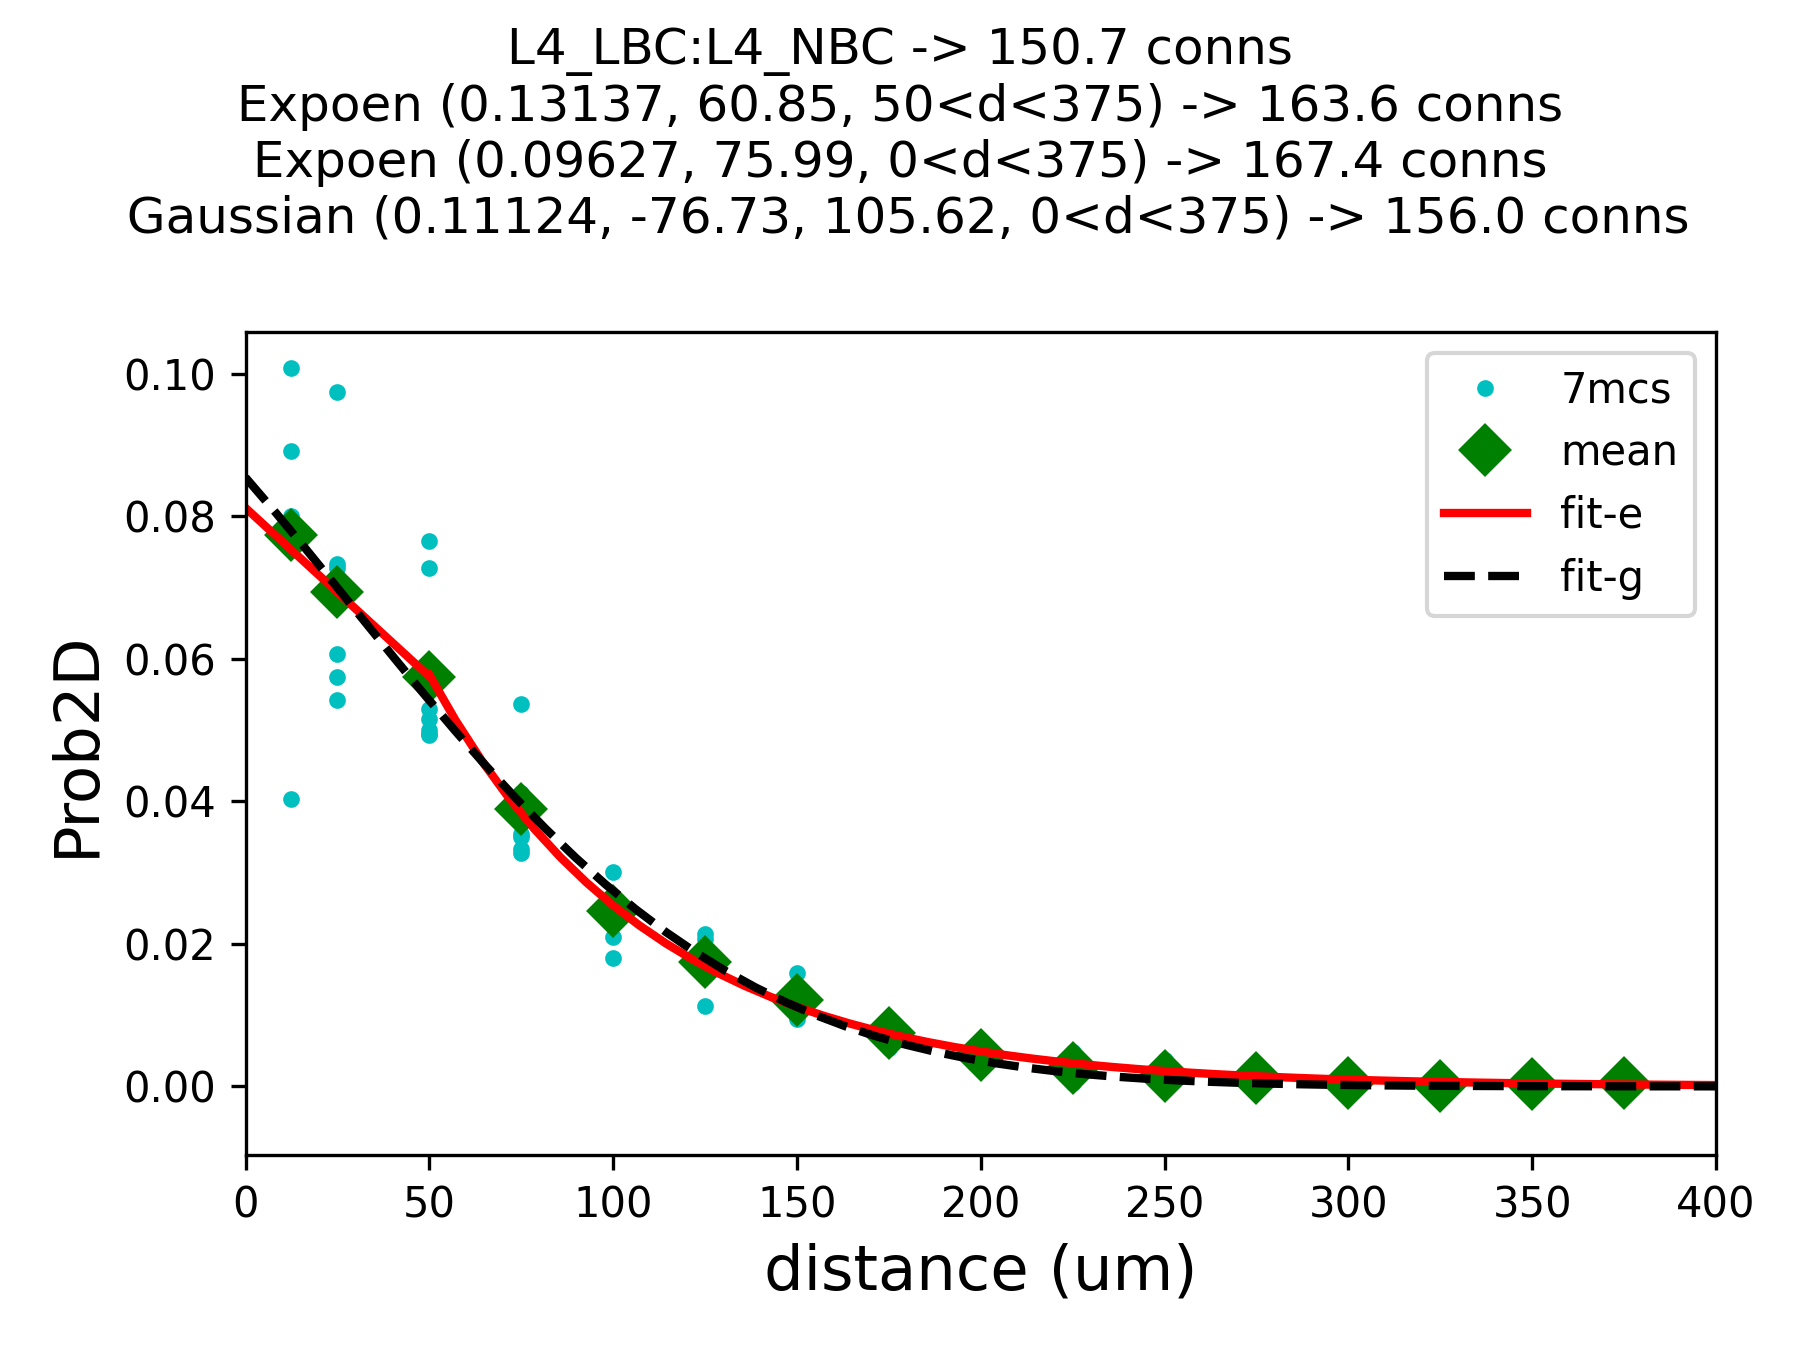 L4_LBC:L4_NBC -> 150.7 conns
Expoen (0.13137, 60.85, 50<d<375) -> 163.6 conns
Expoen (0.09627, 75.99, 0<d<375) -> 167.4 conns
Gaussian (0.11124, -76.73, 105.62, 0<d<375) -> 156.0 conns
7mcs
mean
fit-e
fit-g
Prob2D
0.10
0.08
0.06
0.04
0.02
0.00
0 50 100 150 200 250 300 350 400
distance (um)